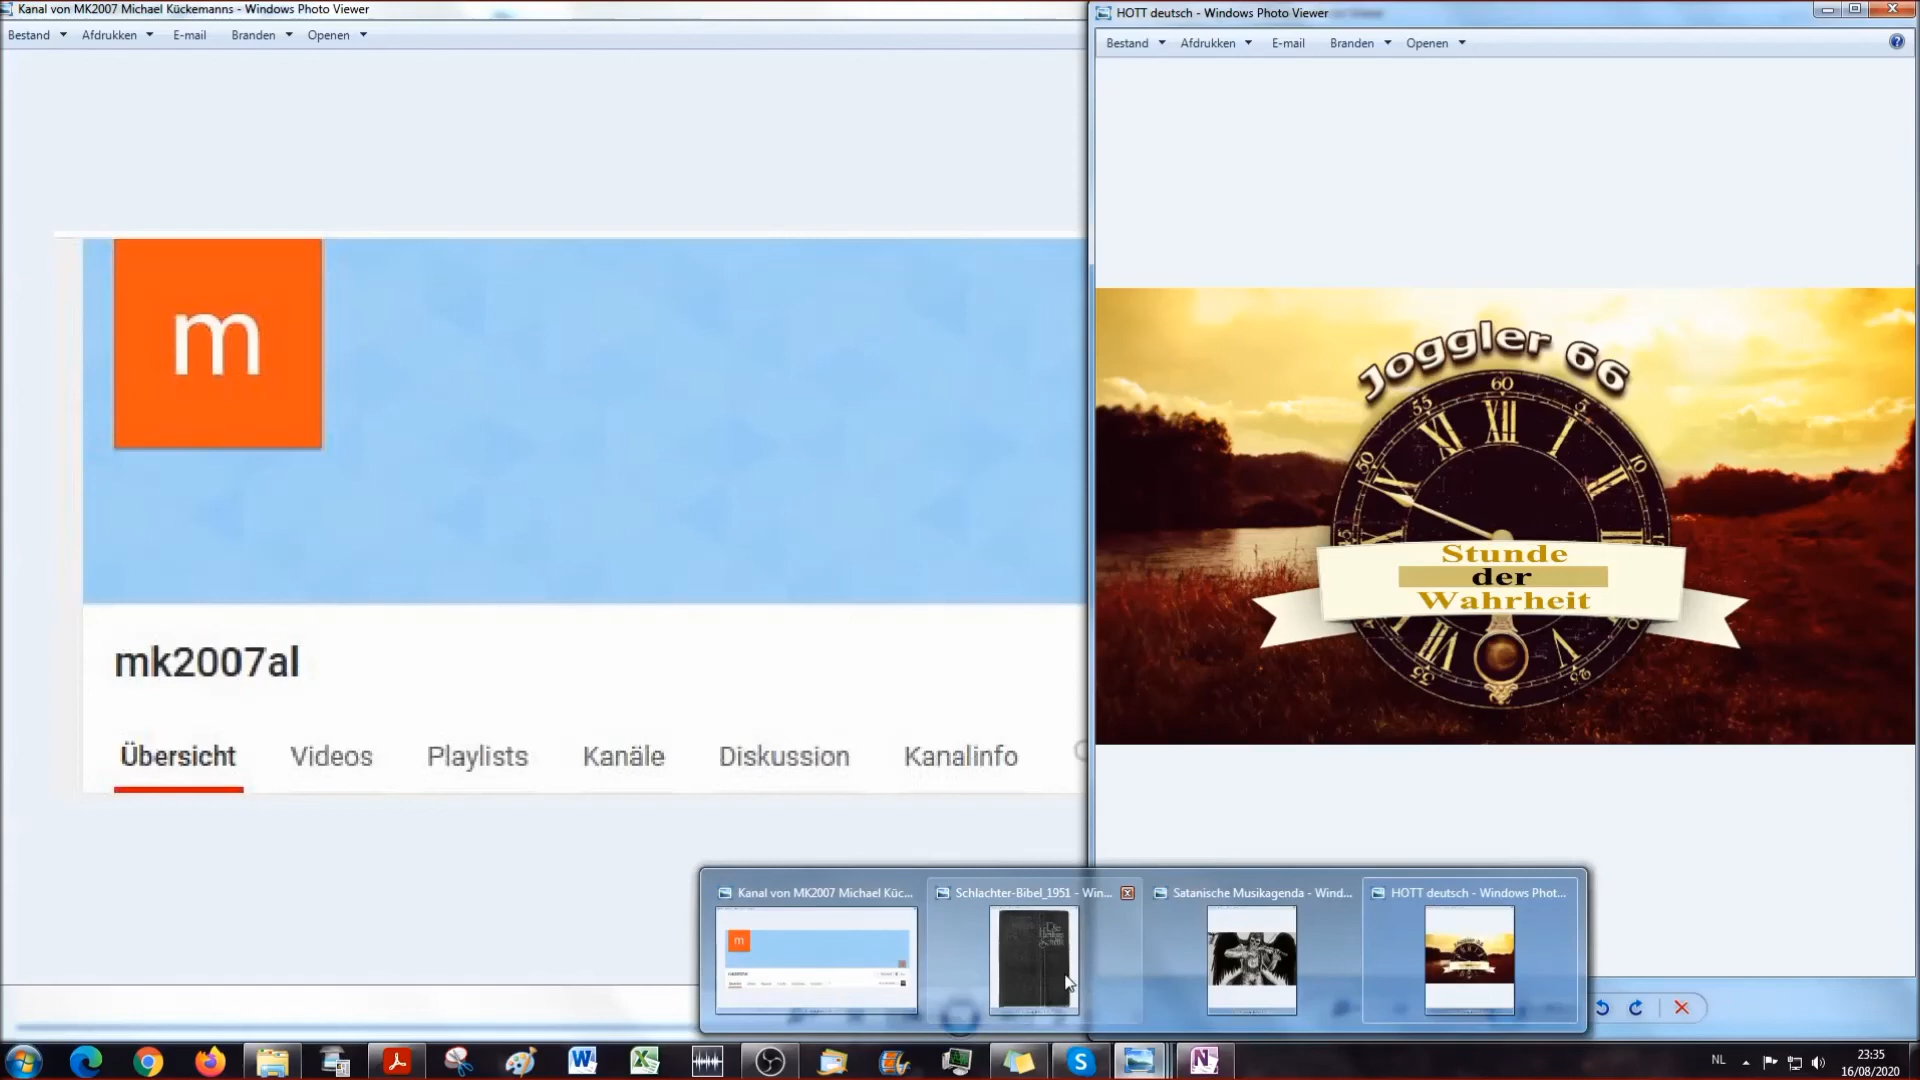 Kanal von MK2007 Michael Kückemanns - Windows Photo Viewer
Bestand Afdrukken E-mail Branden Openen
m
mk2007al
Übersicht Videos Playlists Kanäle Diskussion Kanalinfo
HOTT deutsch - Windows Photo Viewer
Bestand Afdrukken E-mail Branden Openen
Joggler 66
60
55 5
XII
XI I
50 10
Stunde
der
Wahrheit
Kanal von MK2007 Michael Küc...
Schlachter-Bibel_1951 - Win...
Satanische Musikagenda - Wind...
HOTT deutsch - Windows Phot...
NL
23:35
16/08/2020